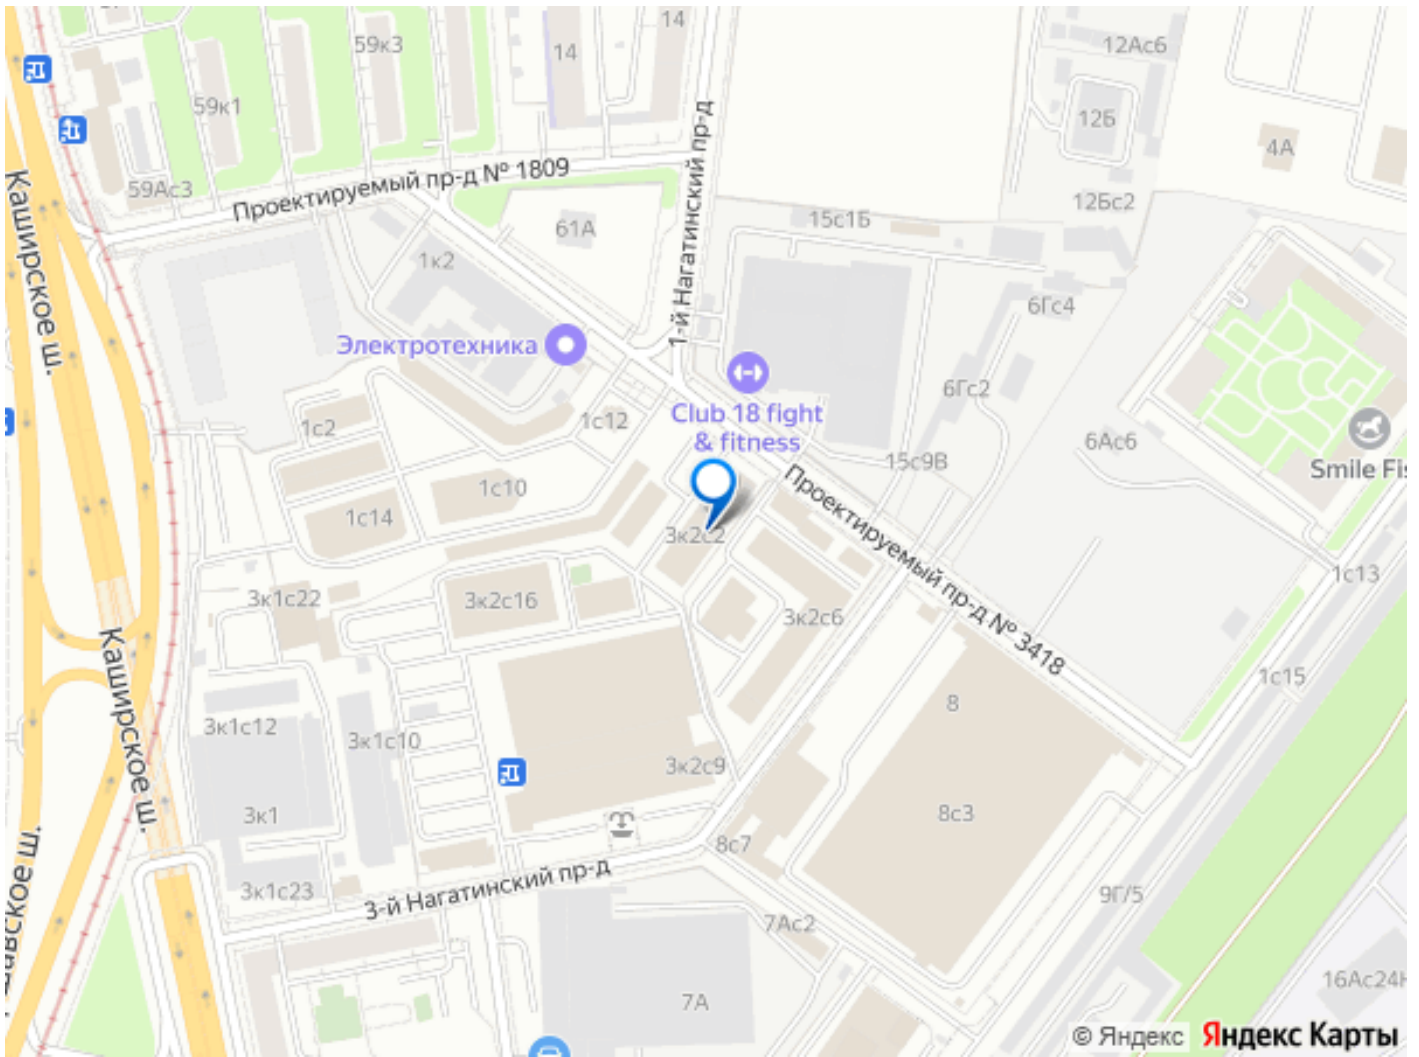 14
59к3
14
12Ас6
59к1
12Б
4А
59Ас3
Проектируемый пр-д № 1809
12Бс2
Каширское ш.
61А
15с1Б
1-й Нагатинский пр-д
1к2
6Гс4
Электротехника
6Гс2
Club 18 fight
& fitness
1с2
1с12
6Ас6
15с9В
Smile Fis
1с10
1с14
3к2с2
Проектируемый пр-д № 3418
1с13
3к1с22
3к2с16
3к2с6
Каширское ш.
1с15
8
3к1с12
3к1с10
3к2с9
3к1
8с3
8с7
3к1с23
3-й Нагатинский пр-д
9Г/5
7Ас2
16Ас24Н
7А
© Яндекс Яндекс Карты